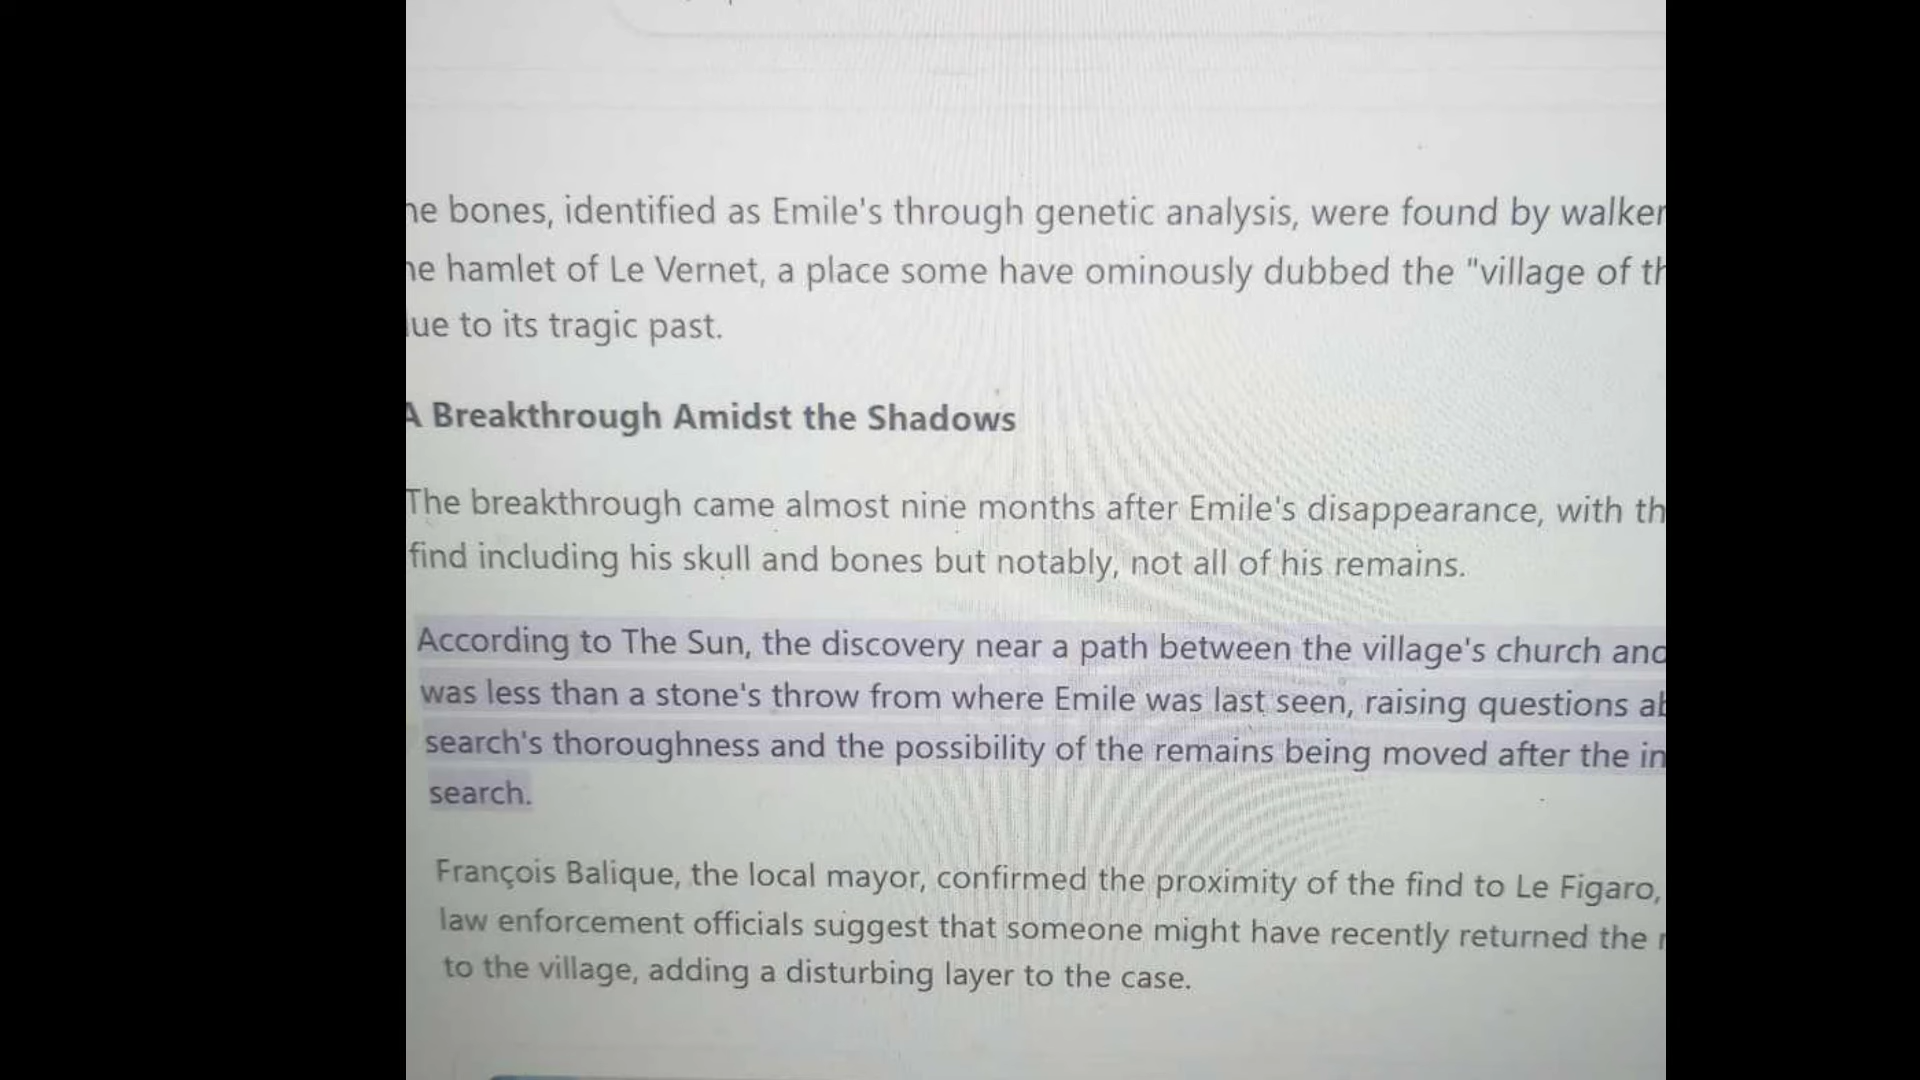 he bones, identified as Emile's through genetic analysis, were found by walker
he hamlet of Le Vernet, a place some have ominously dubbed the "village of th
ue to its tragic past.
A Breakthrough Amidst the Shadows
The breakthrough came almost nine months after Emile's disappearance, with th
find including his skull and bones but notably, not all of his remains.
According to The Sun, the discovery near a path between the village's church and
was less than a stone's throw from where Emile was last seen, raising questions ab
search's thoroughness and the possibility of the remains being moved after the in
search.
François Balique, the local mayor, confirmed the proximity of the find to Le Figaro,
law enforcement officials suggest that someone might have recently returned the r
to the village, adding a disturbing layer to the case.